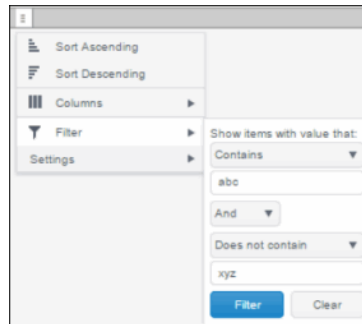 Sort Ascending
Sort Descending
Columns
Filter
Settings
Show items with value that:
Contains
abc
And
Does not contain
xyz
Filter
Clear